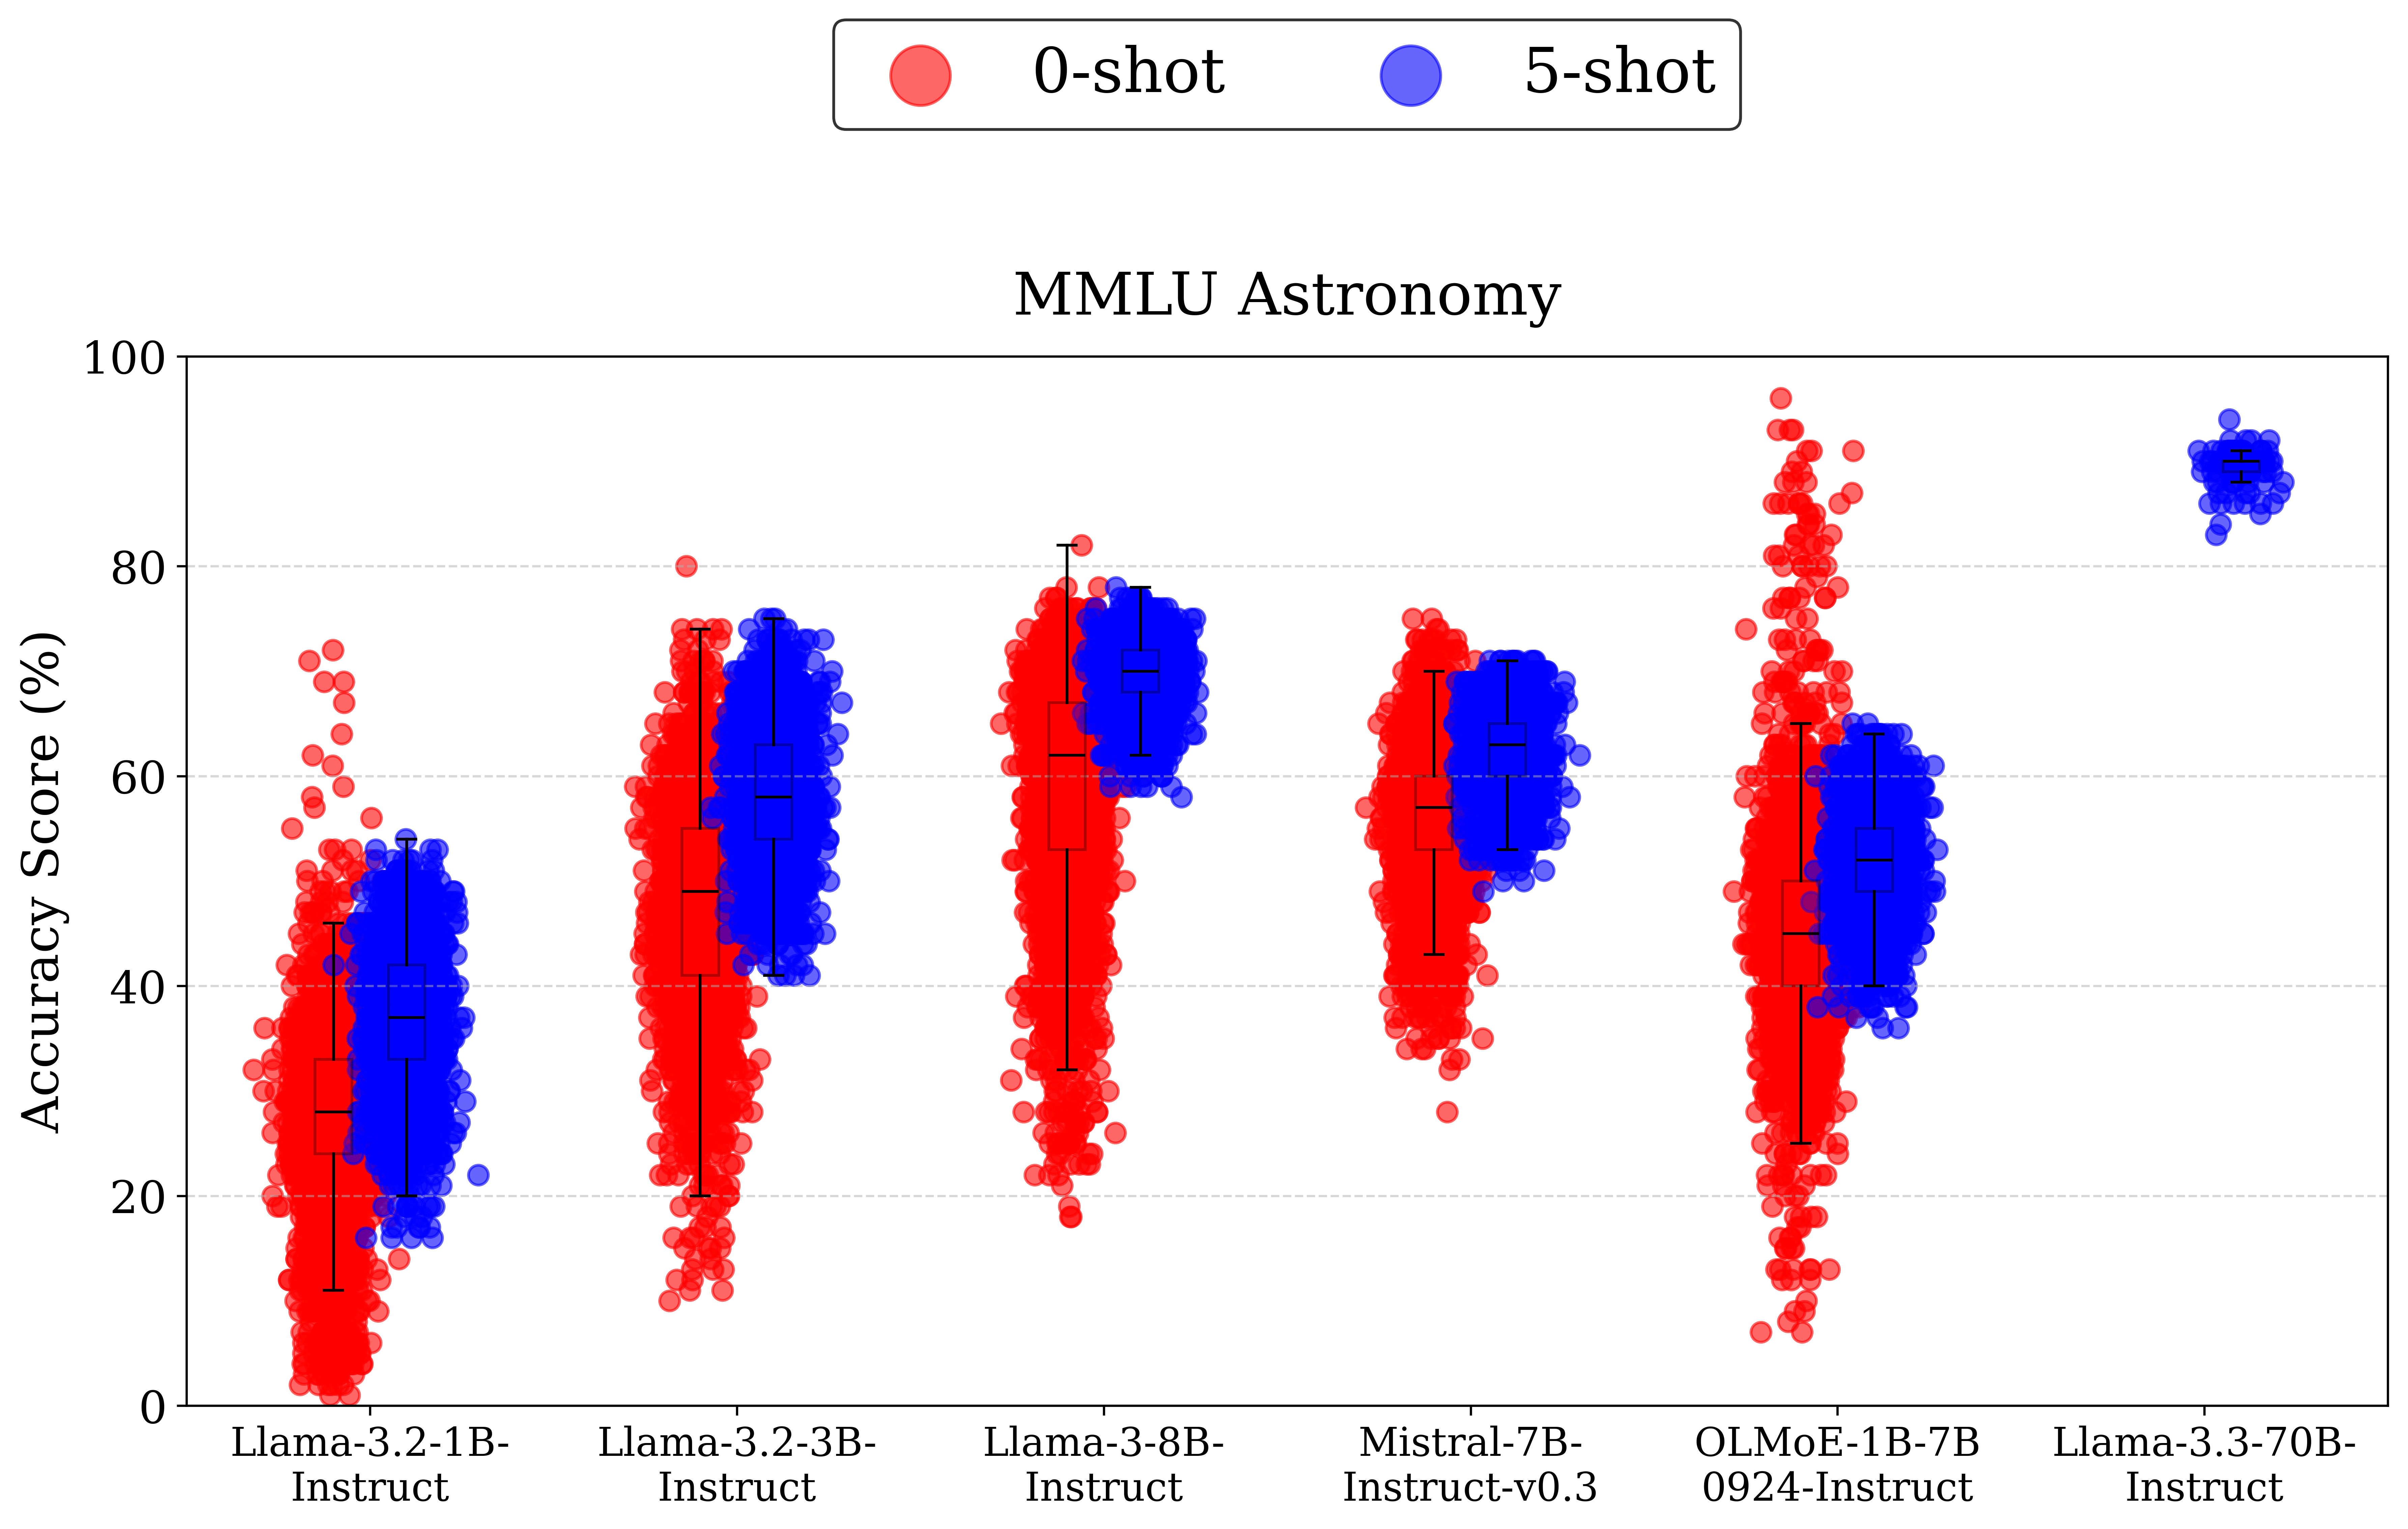 0-shot 5-shot
MMLU Astronomy
Accuracy Score (%)
100
80
60
40
20
0
Llama-3.2-1B-
Instruct
Llama-3.2-3B-
Instruct
Llama-3-8B-
Instruct
Mistral-7B-
Instruct-v0.3
OLMoE-1B-7B
0924-Instruct
Llama-3.3-70B-
Instruct